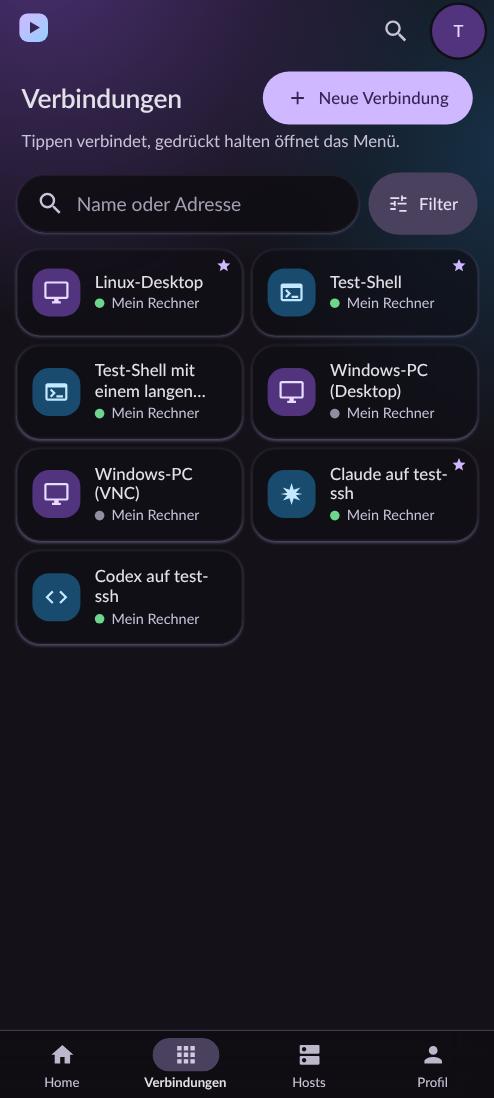 T
Verbindungen
+ Neue Verbindung
Tippen verbindet, gedrückt halten öffnet das Menü.
Name oder Adresse
Filter
Linux-Desktop
Mein Rechner
Test-Shell
Mein Rechner
Test-Shell mit
einem langen...
Mein Rechner
Windows-PC
(Desktop)
Mein Rechner
Windows-PC
(VNC)
Mein Rechner
Claude auf test-
ssh
Mein Rechner
Codex auf test-
ssh
Mein Rechner
Home
Verbindungen
Hosts
Profil